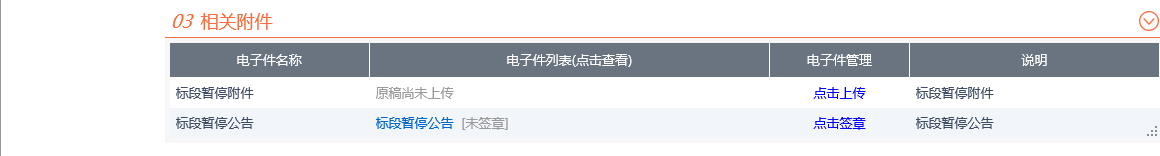 03 相关附件
电子件名称 电子件列表(点击查看) 电子件管理 说明
标段暂停附件 原稿尚未上传 点击上传 标段暂停附件
标段暂停公告 标段暂停公告 [未签章] 点击签章 标段暂停公告